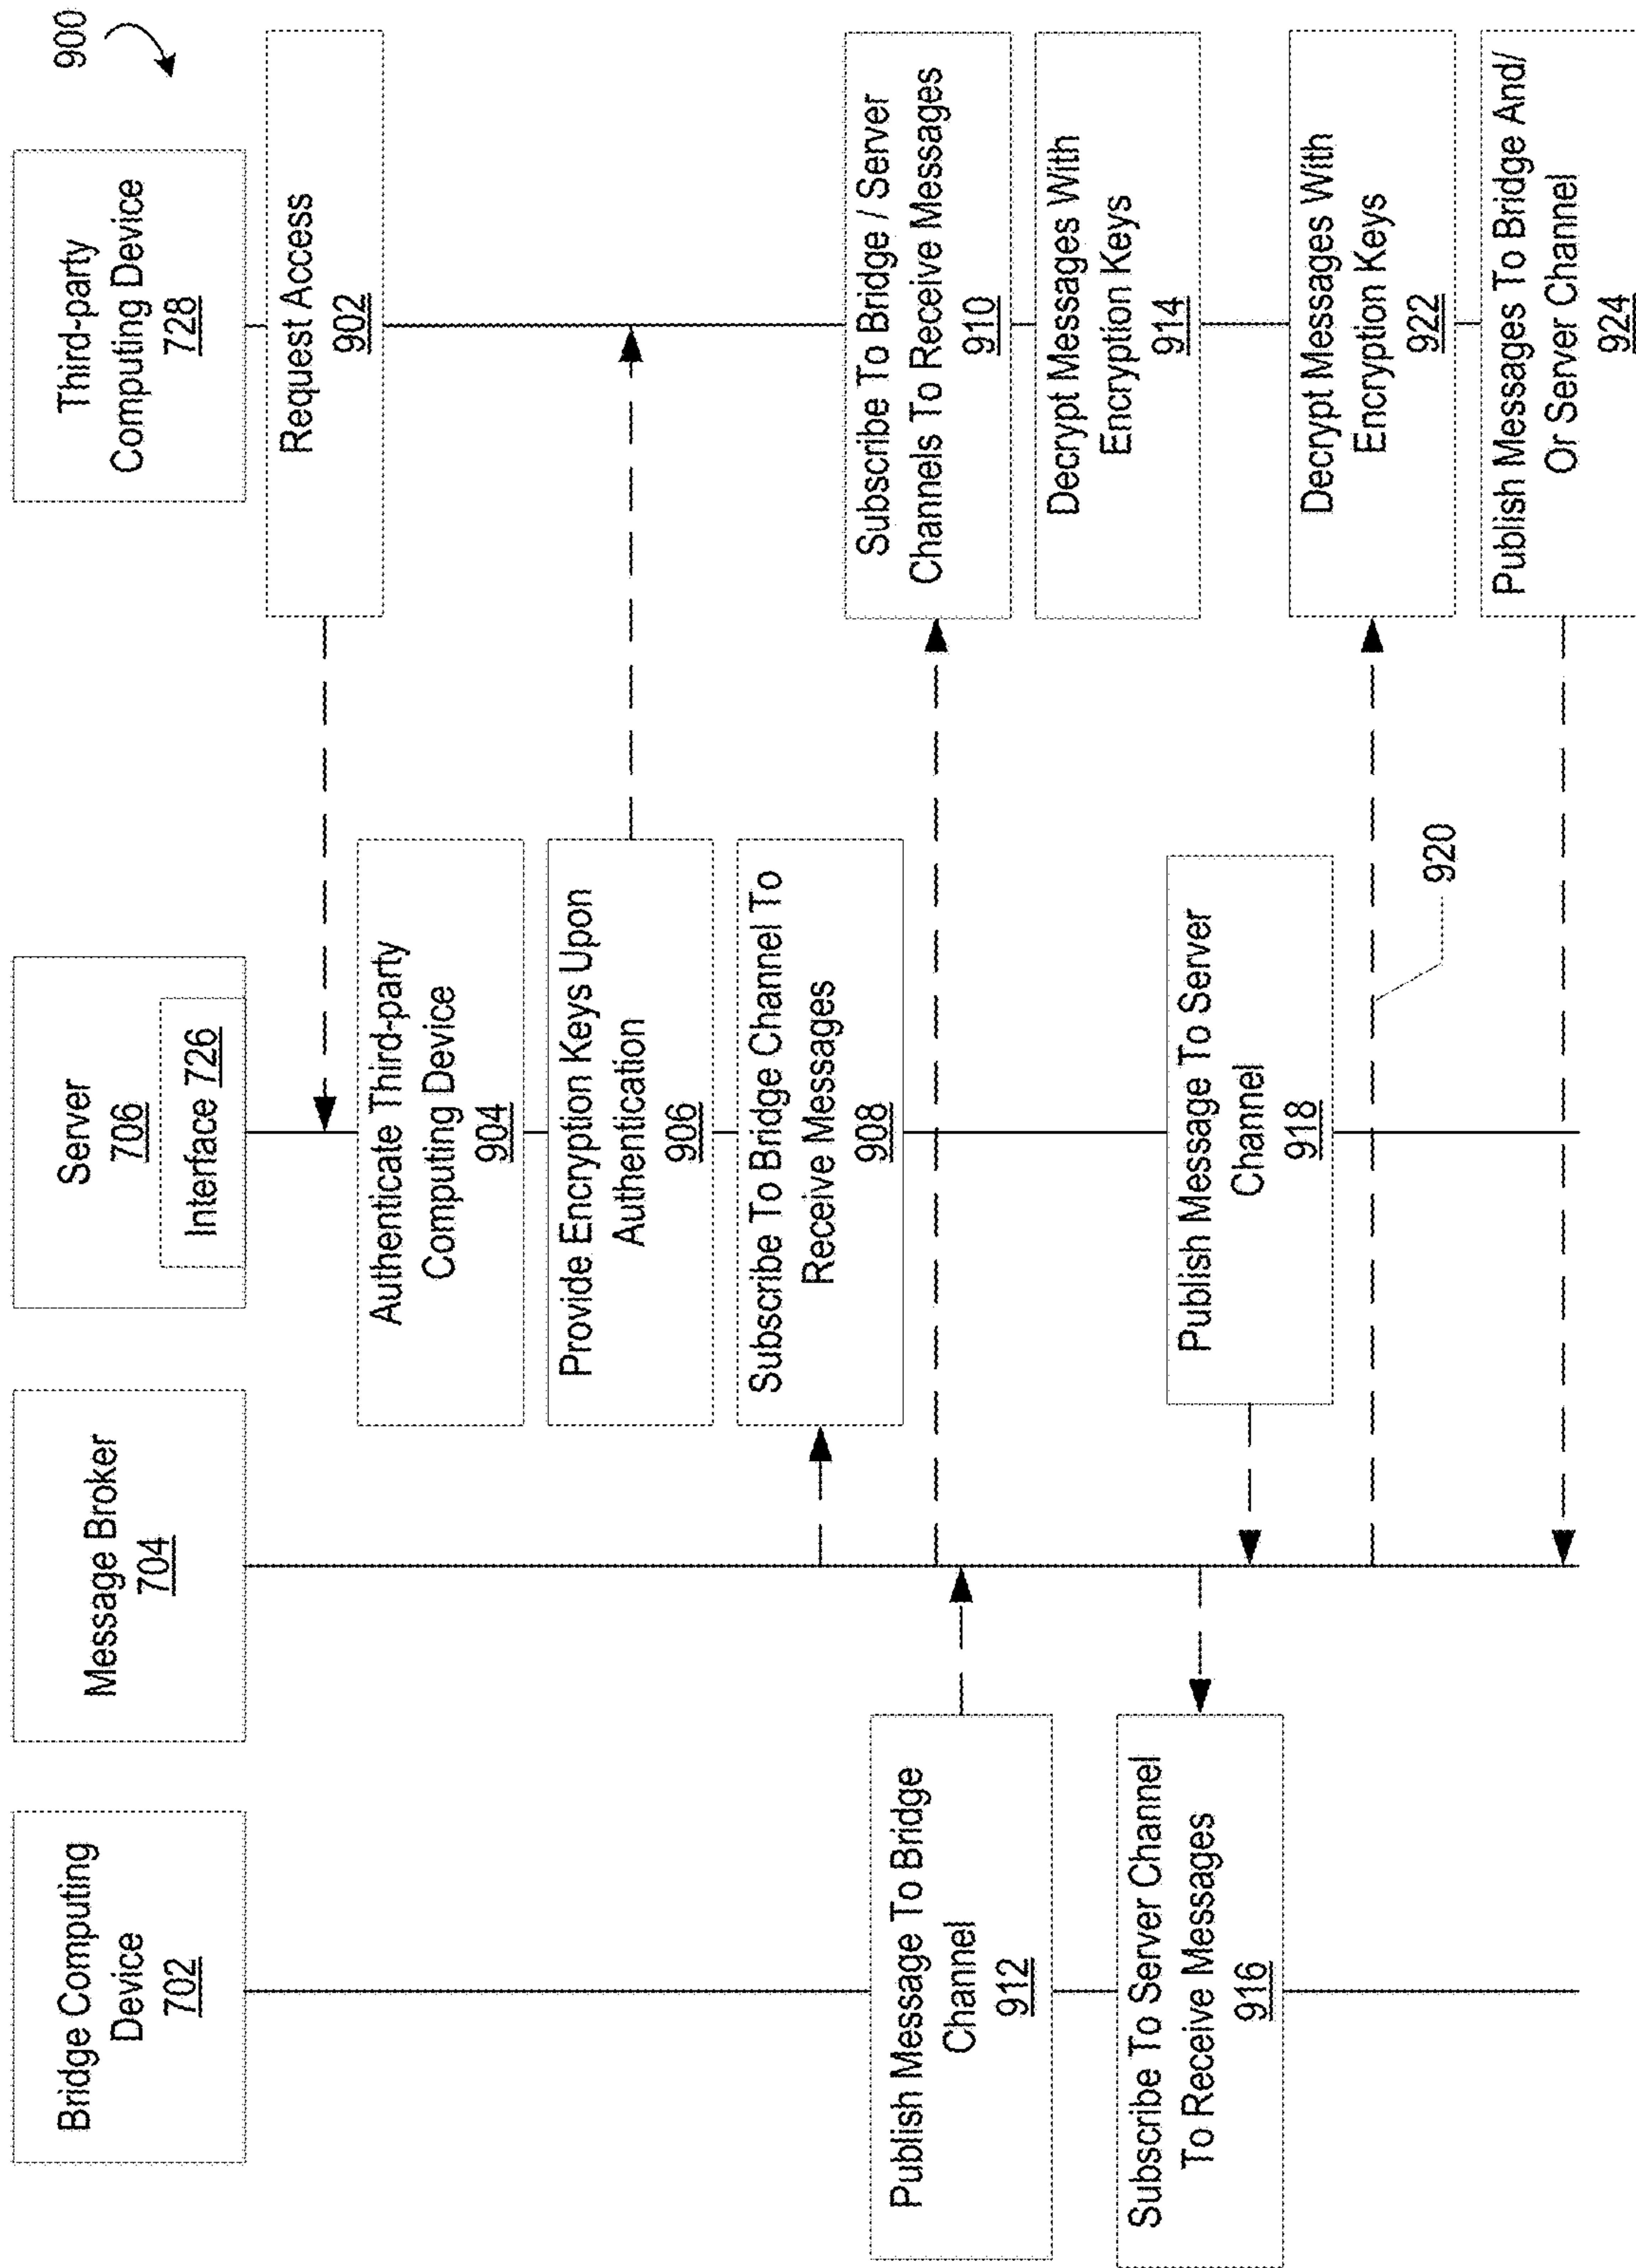 900
Bridge Computing
Device
702
Message Broker
704
Server
706
Interface 726
Third-party
Computing Device
728
Request Access
902
Authenticate Third-party
Computing Device
904
Provide Encryption Keys Upon
Authentication
906
Subscribe To Bridge Channel To
Receive Messages
908
Subscribe To Bridge / Server
Channels To Receive Messages
910
Publish Message To Bridge
Channel
912
Decrypt Messages With
Encryption Keys
914
Subscribe To Server Channel
To Receive Messages
916
Publish Message To Server
Channel
918
920
Decrypt Messages With
Encryption Keys
922
Publish Messages To Bridge And/
Or Server Channel
924